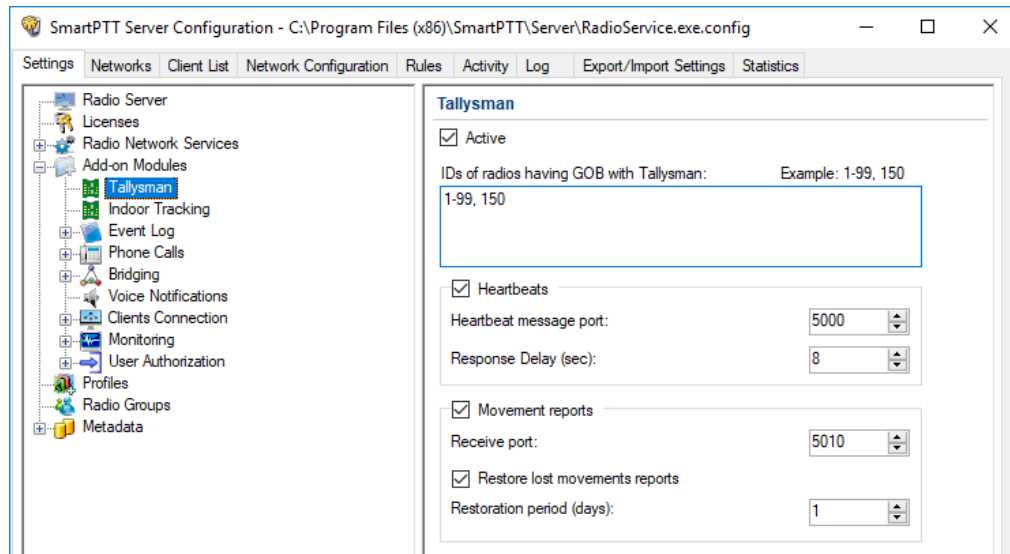 SmartPTT Server Configuration - C:\Program Files (x86)\SmartPTT\Server\RadioService.exe.config
Settings Networks Client List Network Configuration Rules Activity Log Export/Import Settings Statistics
Radio Server
Licenses
Radio Network Services
Add-on Modules
Tallysman
Indoor Tracking
Event Log
Phone Calls
Bridging
Voice Notifications
Clients Connection
Monitoring
User Authorization
Profiles
Radio Groups
Metadata
Tallysman
Active
IDs of radios having GOB with Tallysman: Example: 1-99, 150
1-99, 150
Heartbeats
Heartbeat message port: 5000
Response Delay (sec): 8
Movement reports
Receive port: 5010
Restore lost movements reports
Restoration period (days): 1